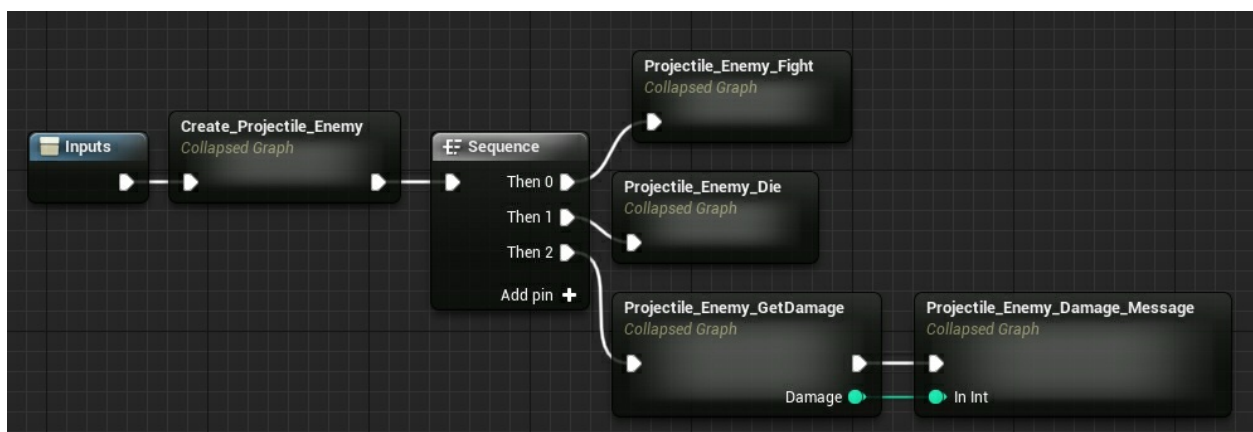 Inputs
Create_Projectile_Enemy
Collapsed Graph
Sequence
Then 0
Then 1
Then 2
Add pin
Projectile_Enemy_Fight
Collapsed Graph
Projectile_Enemy_Die
Collapsed Graph
Projectile_Enemy_GetDamage
Collapsed Graph
Damage
Projectile_Enemy_Damage_Message
Collapsed Graph
In Int